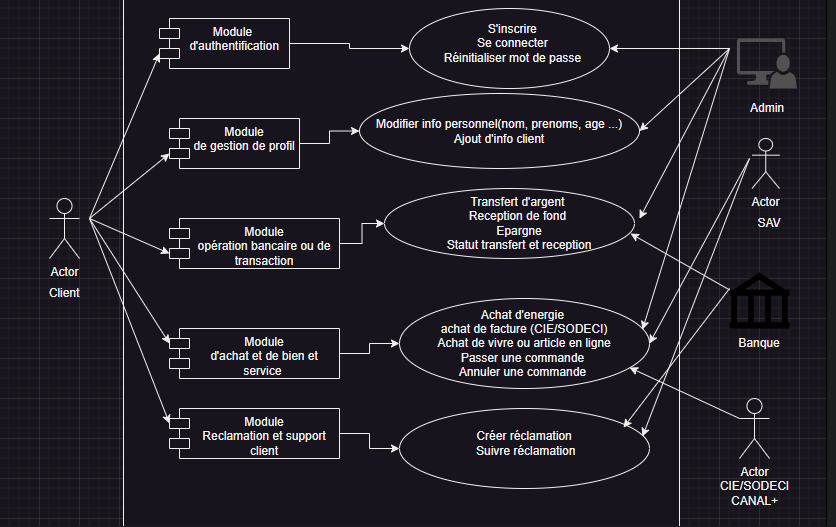 Module
d'authentification
S'inscrire
Se connecter
Réinitialiser mot de passe
Admin
Module
de gestion de profil
Modifier info personnel(nom, prenoms, age ...)
Ajout d'info client
Actor
SAV
Actor
Client
Module
opération bancaire ou de
transaction
Transfert d'argent
Reception de fond
Epargne
Statut transfert et reception
Banque
Module
d'achat et de bien et
service
Achat d'energie
achat de facture (CIE/SODECI)
Achat de vivre ou article en ligne
Passer une commande
Annuler une commande
Module
Reclamation et support
client
Créer réclamation
Suivre réclamation
Actor
CIE/SODECI
CANAL+